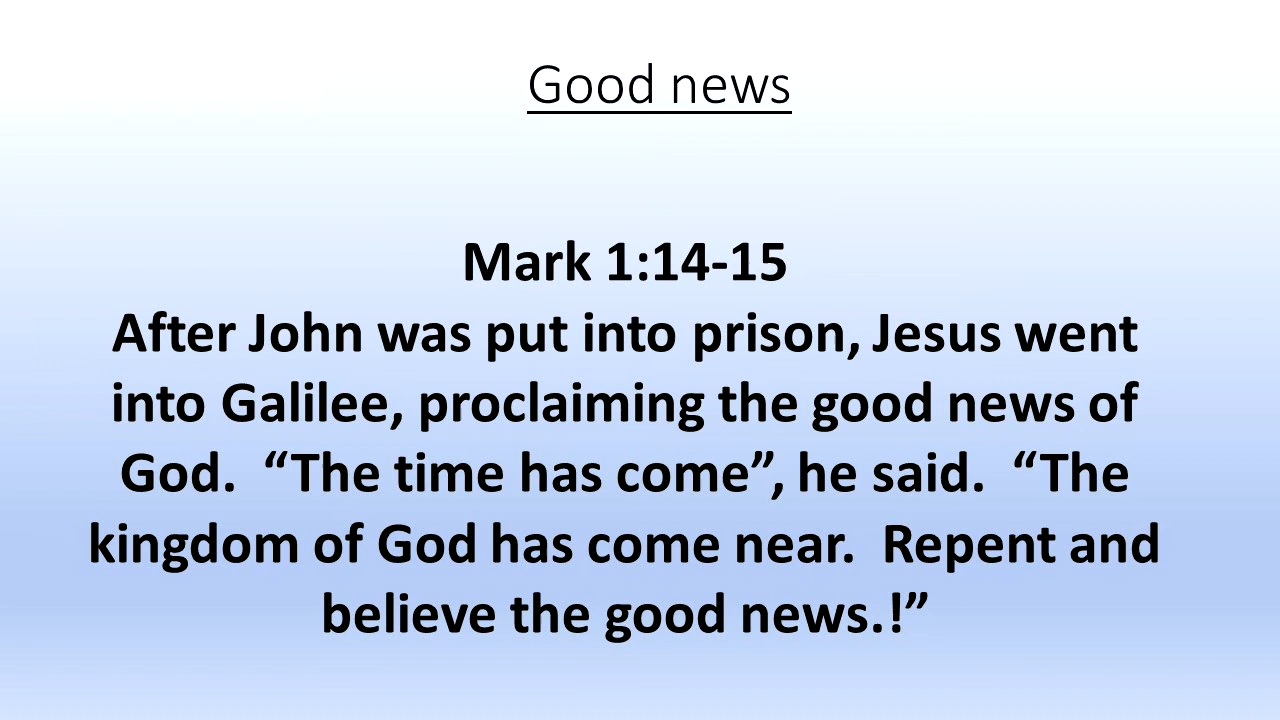 Good news
Mark 1:14-15
After John was put into prison, Jesus went
into Galilee, proclaiming the good news of
God.  “The time has come”, he said.  “The
kingdom of God has come near.  Repent and
believe the good news.!”